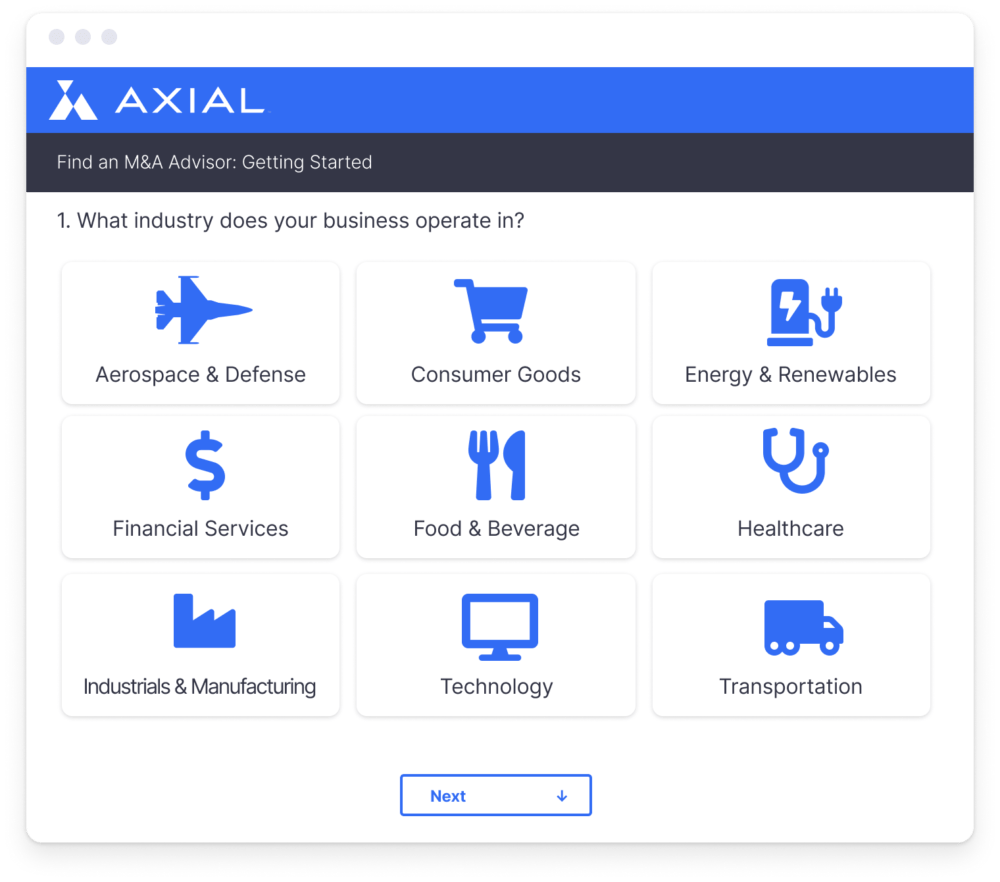 AXIAL
Find an M&A Advisor: Getting Started
1. What industry does your business operate in?
Aerospace & Defense
Consumer Goods
Energy & Renewables
Financial Services
Food & Beverage
Healthcare
Industrials & Manufacturing
Technology
Transportation
Next